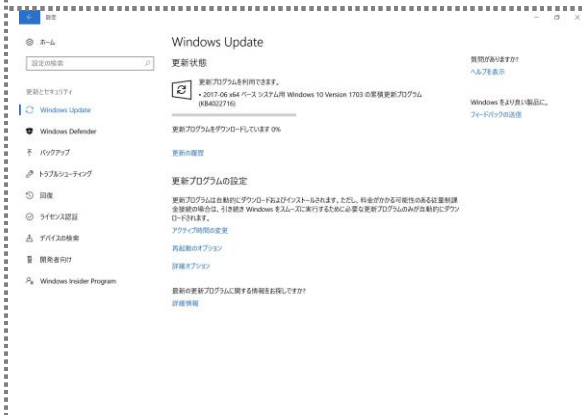 設定
ホーム
設定の検索
更新とセキュリティ
Windows Update
Windows Defender
バックアップ
トラブルシューティング
回復
ライセンス認証
デバイスの検索
開発者向け
Windows Insider Program
Windows Update
更新状態
更新プログラムを利用できます。
• 2017-06 x64 ベース システム用 Windows 10 Version 1703 の累積更新プログラム
(KB4022716)
更新プログラムをダウンロードしています 0%
更新の履歴
更新プログラムの設定
更新プログラムは自動的にダウンロードおよびインストールされます。ただし、料金がかかる可能性のある従量制課
金接続の場合は、引き続き Windows をスムーズに実行するために必要な更新プログラムのみが自動的にダウン
ロードされます。
アクティブ時間の変更
再起動のオプション
詳細オプション
最新の更新プログラムに関する情報をお探しですか?
詳細情報
質問がありますか?
ヘルプを表示
Windows をより良い製品に。
フィードバックの送信